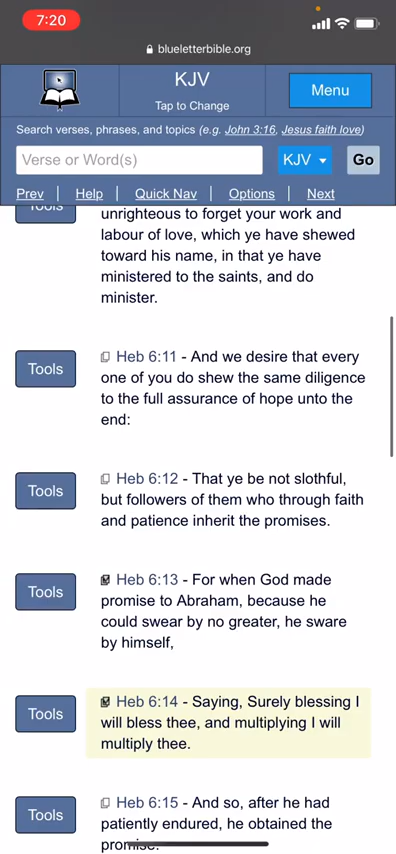 7:20
blueletterbible.org
KJV
Tap to Change
Menu
Search verses, phrases, and topics (e.g. John 3:16, Jesus faith love)
Verse or Word(s)
KJV
Go
Prev | Help | Quick Nav | Options | Next
Tools
unrighteous to forget your work and
labour of love, which ye have shewed
toward his name, in that ye have
ministered to the saints, and do
minister.
Tools
Heb 6:11 - And we desire that every
one of you do shew the same diligence
to the full assurance of hope unto the
end:
Tools
Heb 6:12 - That ye be not slothful,
but followers of them who through faith
and patience inherit the promises.
Tools
Heb 6:13 - For when God made
promise to Abraham, because he
could swear by no greater, he sware
by himself,
Tools
Heb 6:14 - Saying, Surely blessing I
will bless thee, and multiplying I will
multiply thee.
Tools
Heb 6:15 - And so, after he had
patiently endured, he obtained the
promise.